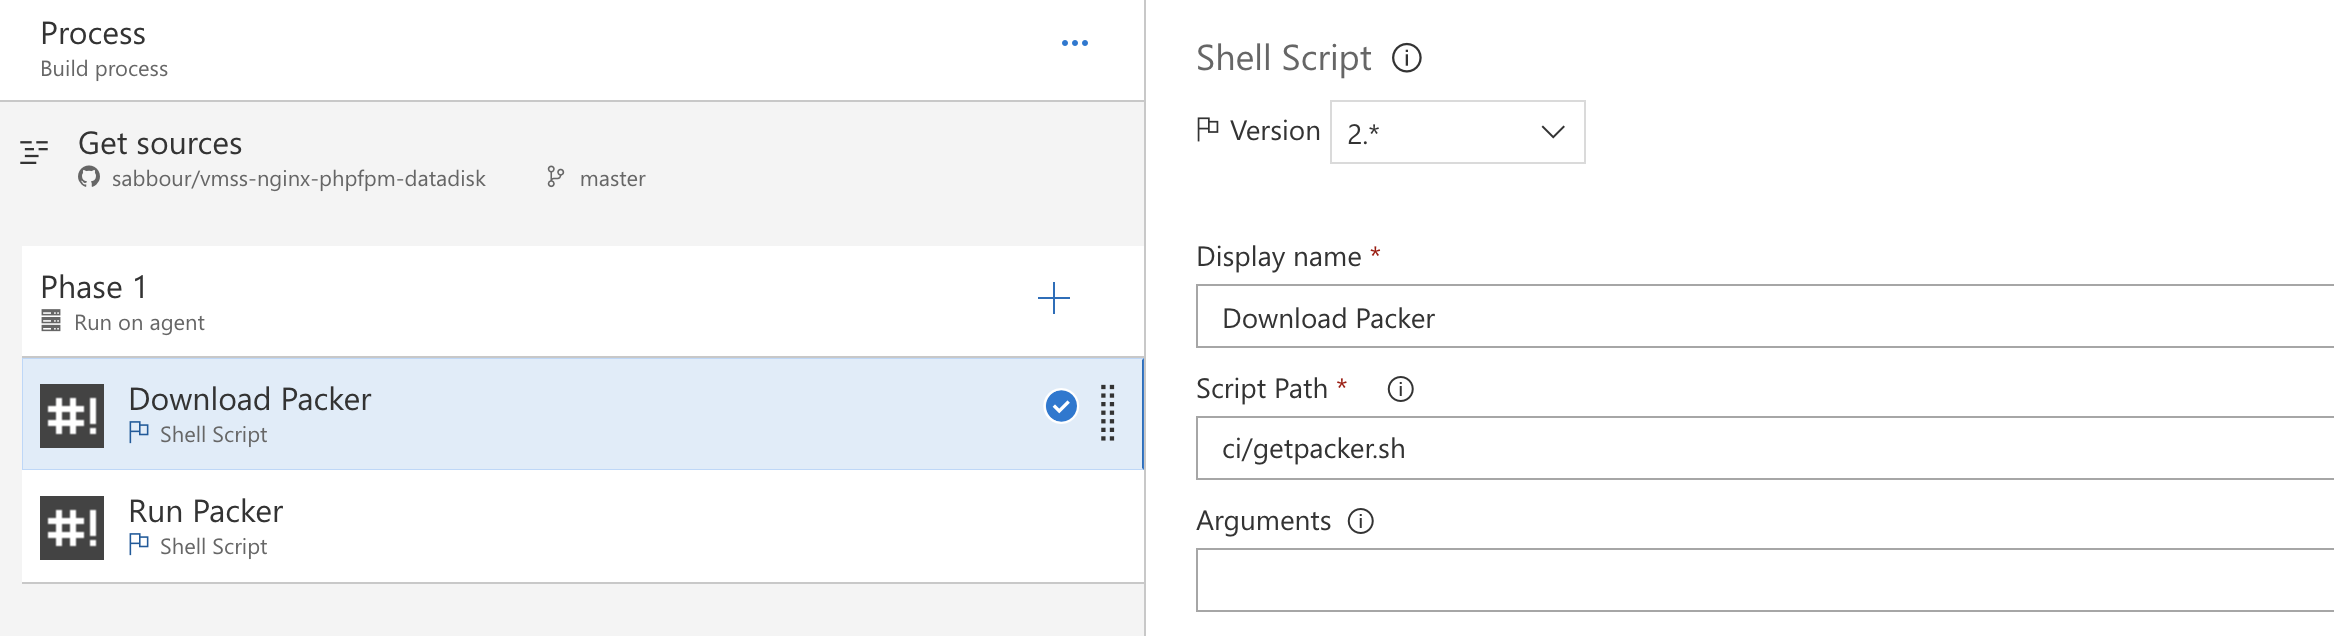 Process
Build process
Get sources
sabbour/vmss-nginx-phpfpm-datadisk master
Phase 1
Run on agent
#! Download Packer
Shell Script
#! Run Packer
Shell Script
Shell Script
Version 2.*
Display name *
Download Packer
Script Path *
ci/getpacker.sh
Arguments